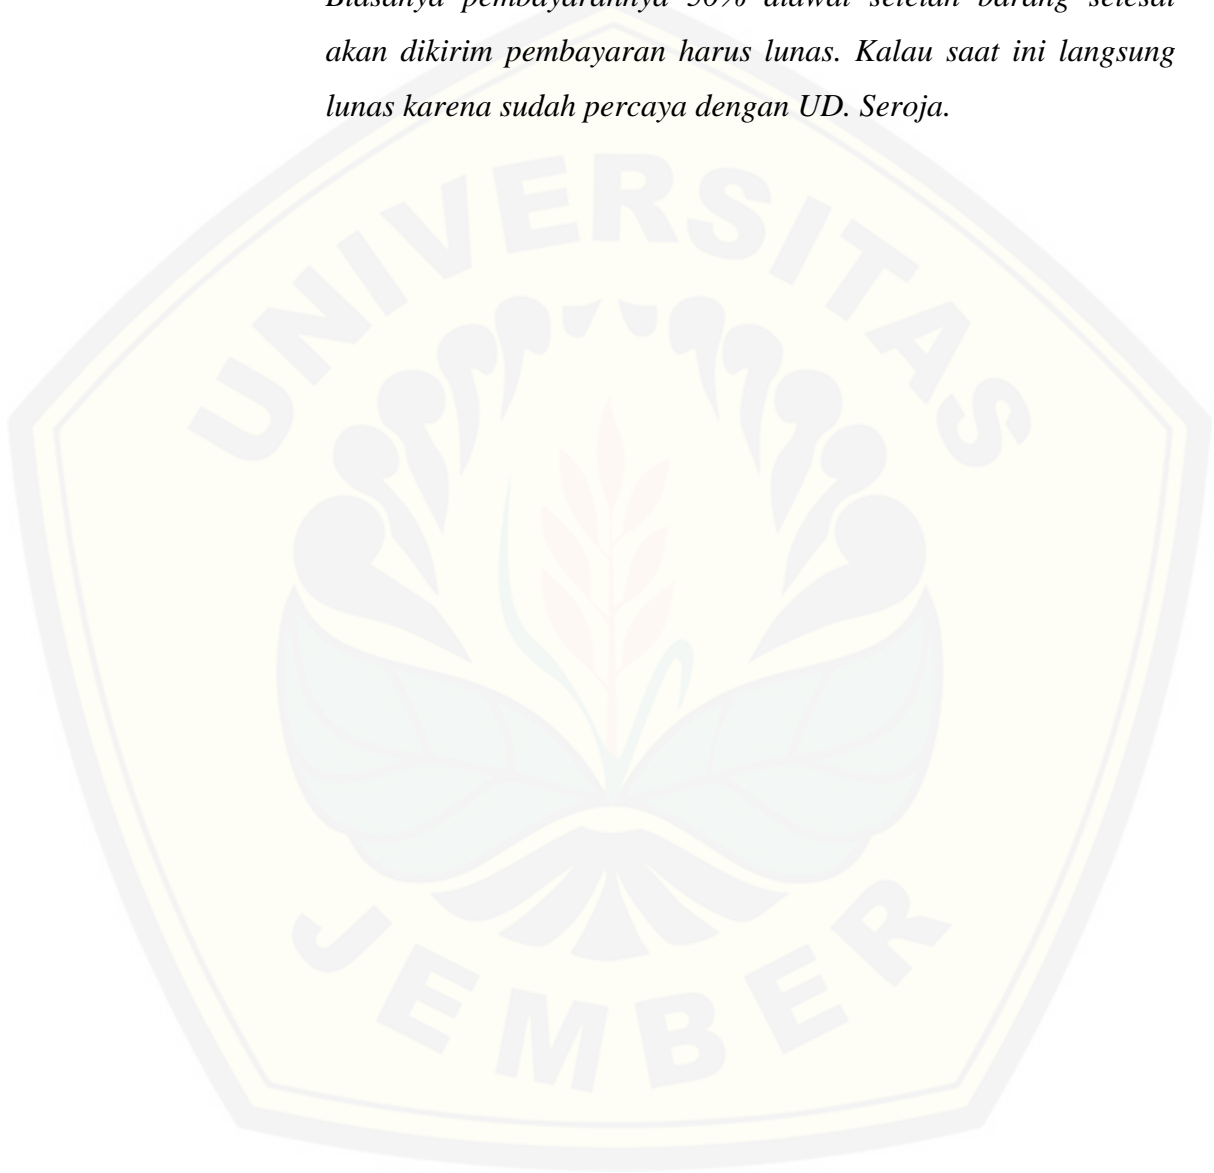 Biasanya pembayarannya 50% diawal setelah barang selesai
akan dikirim pembayaran harus lunas. Kalau saat ini langsung
lunas karena sudah percaya dengan UD. Seroja.
UNIVERSITAS
JEMBER